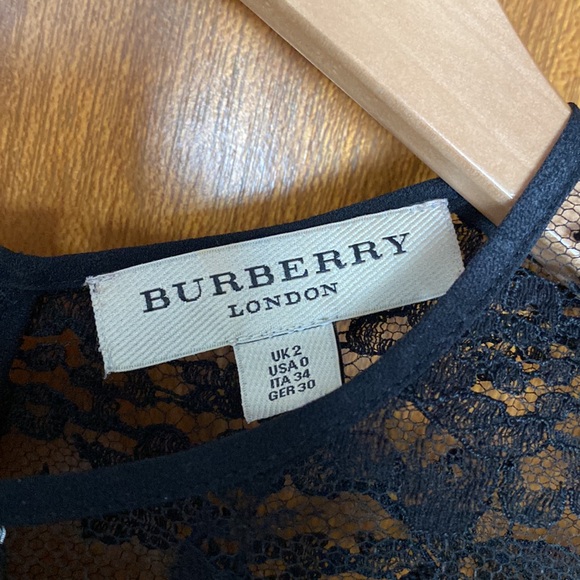 BURBERRY
LONDON
UK 2
USA 0
ITA 34
GER 30